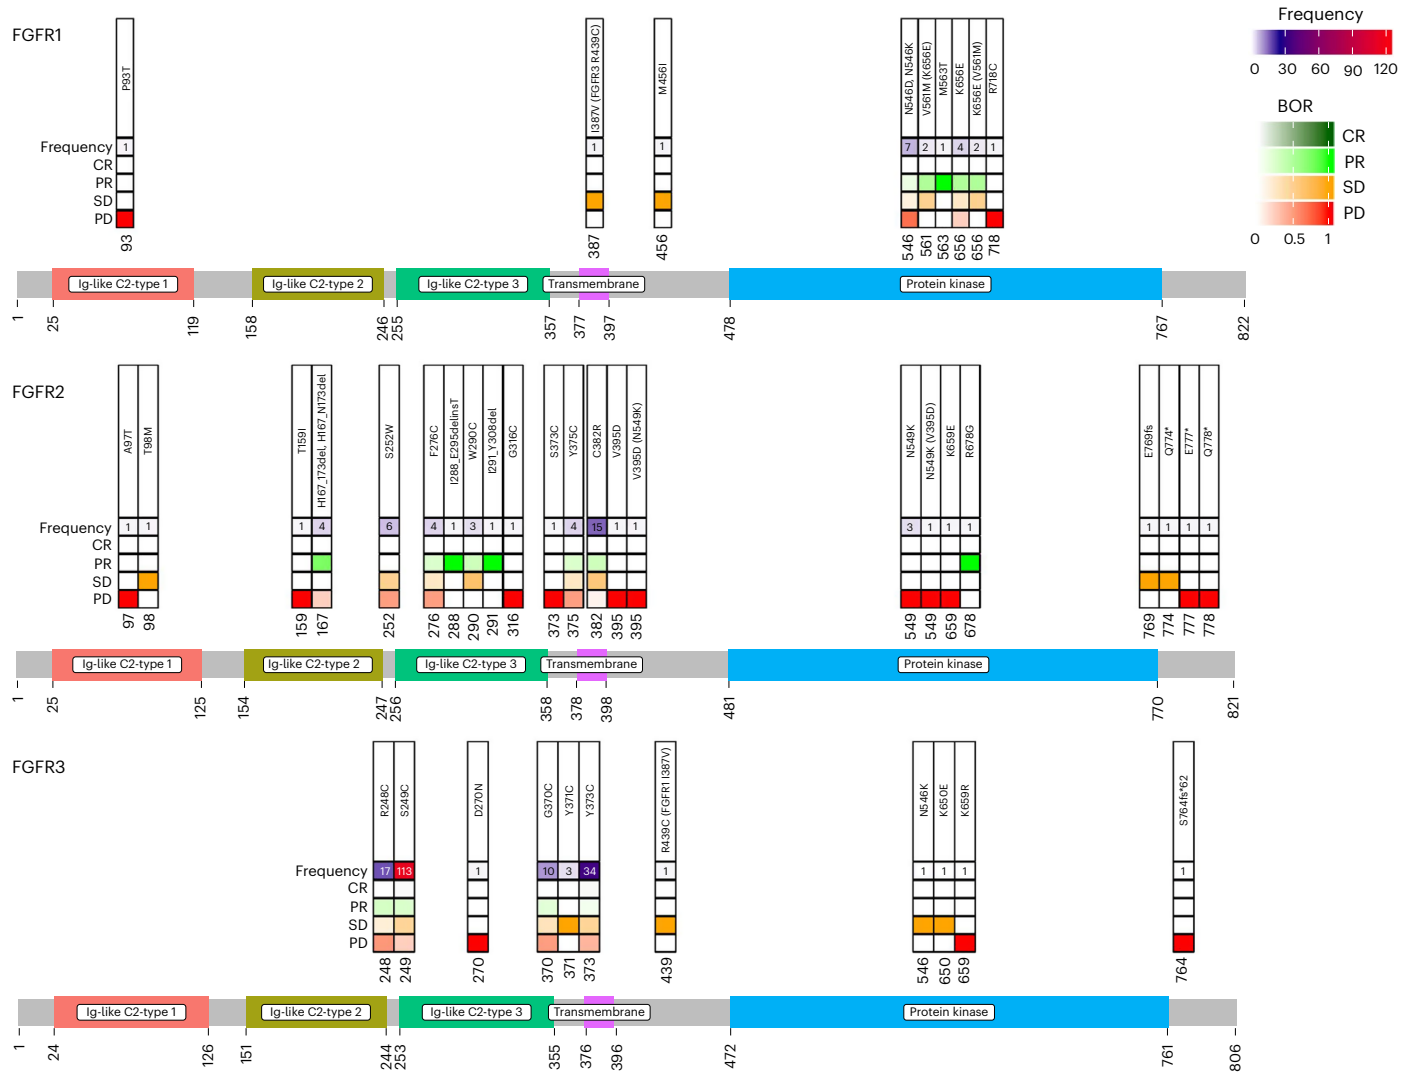 FGFR1
P93T
I387V (FGFR3 R439C)
M456I
N546D, N546K
V561M (K656E)
M563T
K656E
K656E (V561M)
R718C
Frequency 1 1 1 7 2 1 4 2 1
CR
PR
SD
PD
93 387 456 546 561 563 656 656 718
Ig-like C2-type 1 Ig-like C2-type 2 Ig-like C2-type 3 Transmembrane Protein kinase
1 25 119 158 246 255 357 377 397 478 767 822
Frequency
0 30 60 90 120
BOR
CR
PR
SD
PD
0 0.5 1
FGFR2
A97T
T98M
T159I
H167_173del, H167_N173del
S252W
F276C
I288_E295delinsT
W290C
I291_Y308del
G316C
S373C
Y375C
C382R
V395D
V395D (N549K)
N549K
N549K (V395D)
K659E
R678G
E769fs
Q774*
E777*
Q778*
Frequency 1 1 1 4 6 4 1 3 1 1 1 4 15 1 1 3 1 1 1 1 1 1 1
CR
PR
SD
PD
97 98 159 167 252 276 288 290 291 316 373 375 382 395 395 549 549 659 678 769 774 777 778
Ig-like C2-type 1 Ig-like C2-type 2 Ig-like C2-type 3 Transmembrane Protein kinase
1 25 125 154 247 256 358 378 398 481 770 821
FGFR3
R248C
S249C
D270N
G370C
Y371C
Y373C
R439C (FGFR1 I387V)
N546K
K650E
K659R
S764fs*62
Frequency 17 113 1 10 3 34 1 1 1 1 1
CR
PR
SD
PD
248 249 270 370 371 373 439 546 650 659 764
Ig-like C2-type 1 Ig-like C2-type 2 Ig-like C2-type 3 Transmembrane Protein kinase
1 24 126 151 244 253 355 376 396 472 761 806